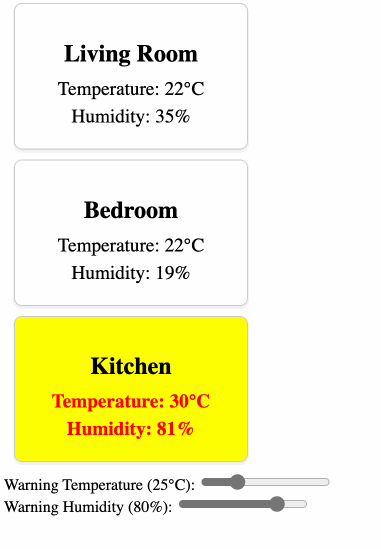 Living Room
Temperature: 22°C
Humidity: 35%
Bedroom
Temperature: 22°C
Humidity: 19%
Kitchen
Temperature: 30°C
Humidity: 81%
Warning Temperature (25°C):
Warning Humidity (80%):